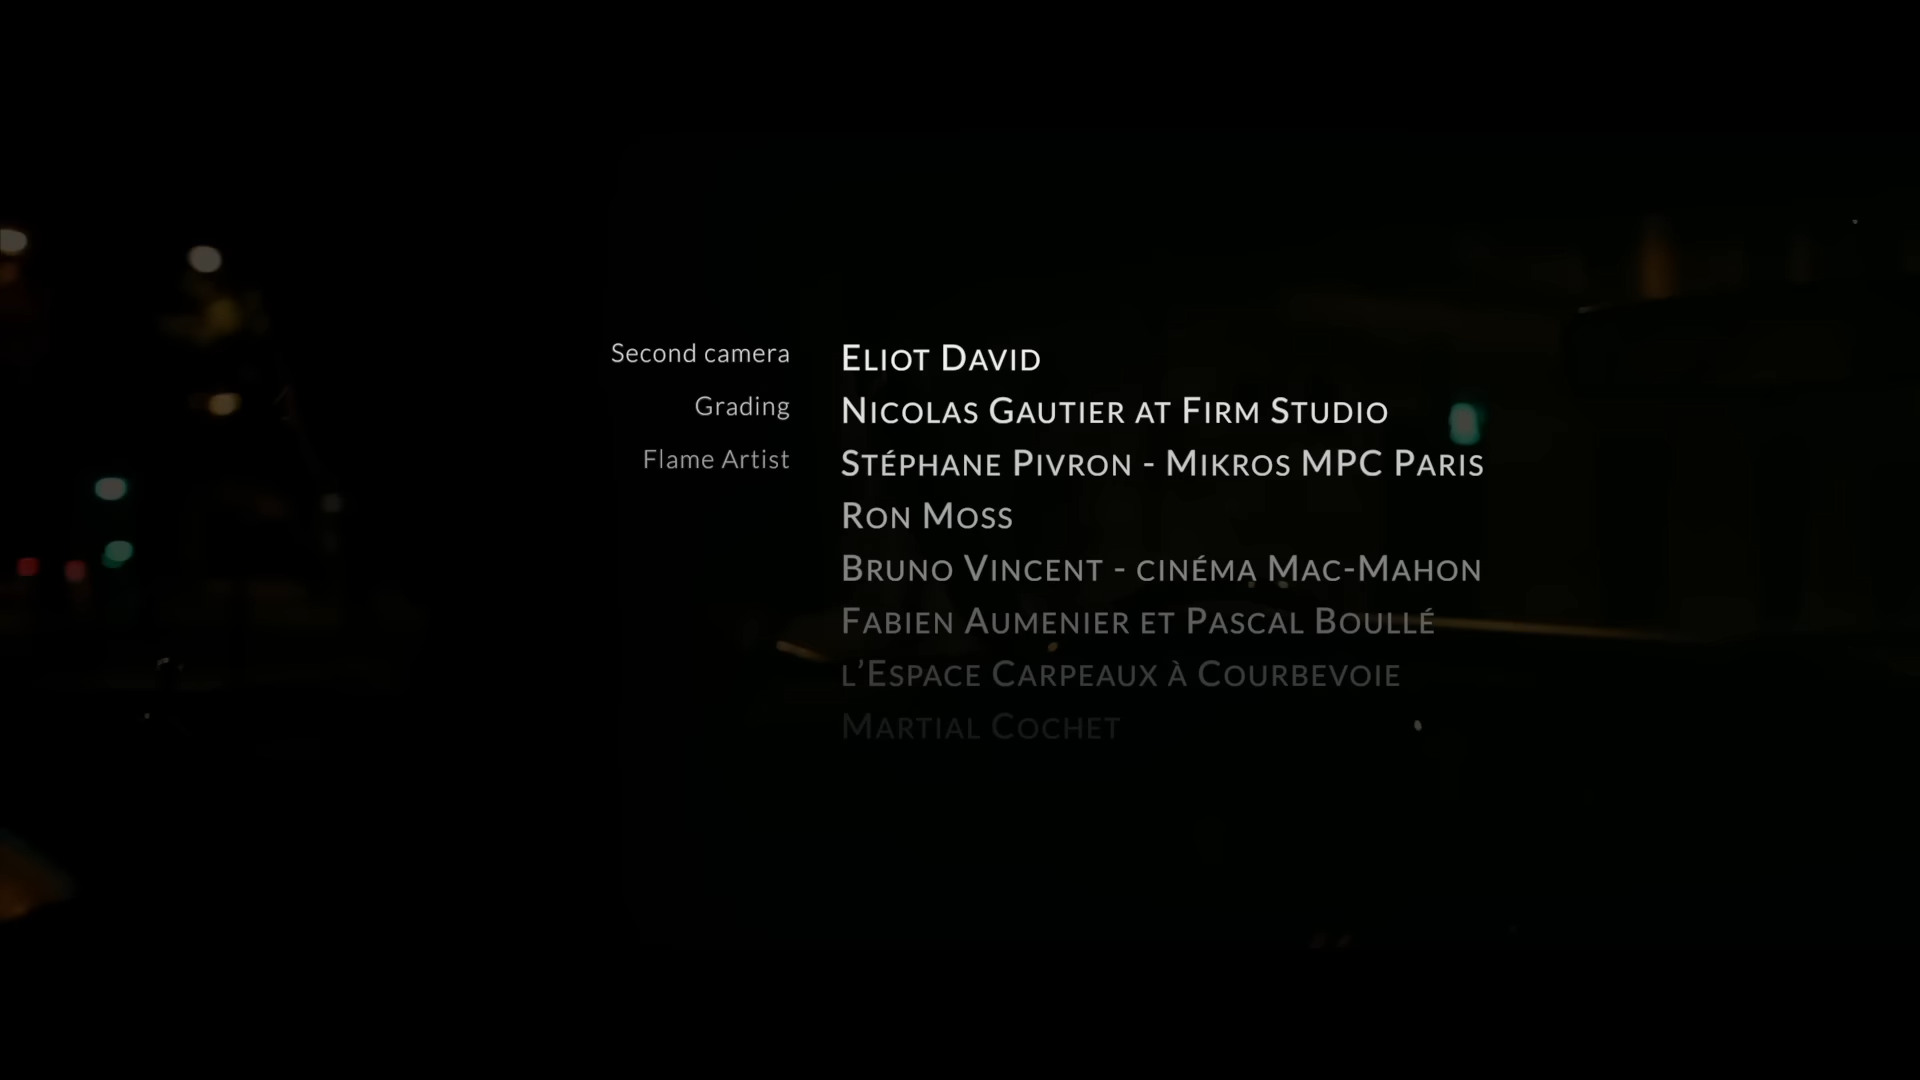 Second camera Eliot David
Grading Nicolas Gautier at Firm Studio
Flame Artist Stéphane Pivron - Mikros MPC Paris
Ron Moss
Bruno Vincent - cinéma Mac-Mahon
Fabien Aumenier et Pascal Boullé
l’Espace Carpeaux à Courbevoie
Martial Cochet